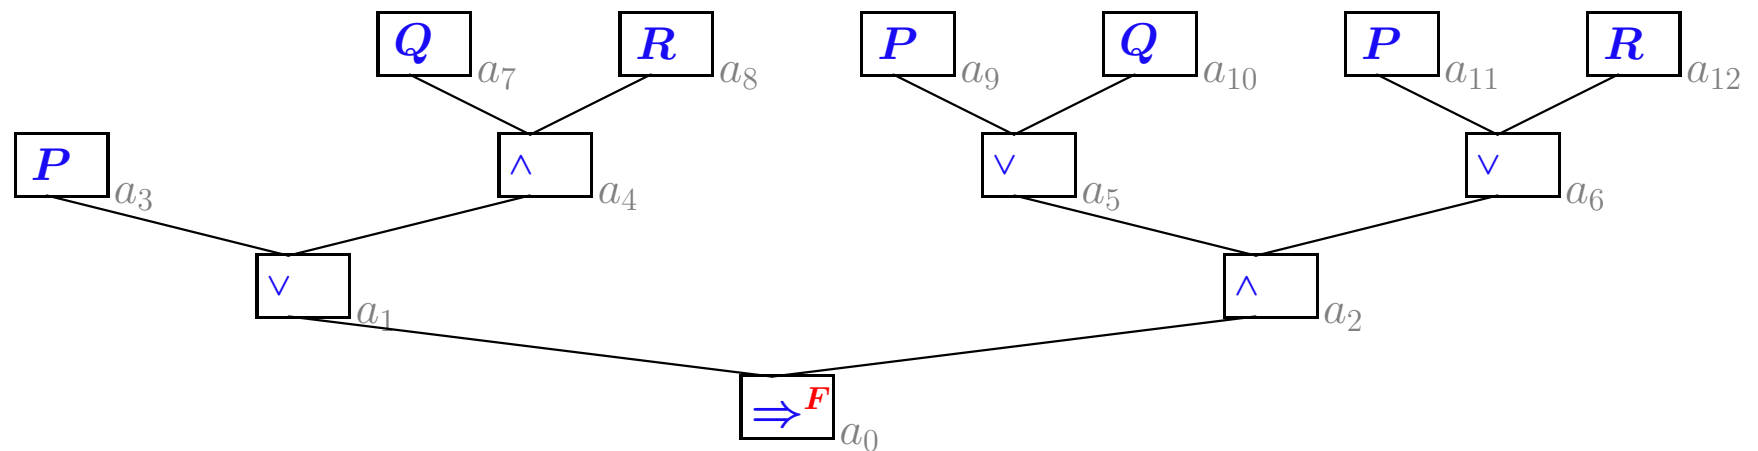 Q a₇ R a₈ P a₉ Q a₁₀ P a₁₁ R a₁₂
P a₃ ∧ a₄ ∨ a₅ ∨ a₆
∨ a₁ ∧ a₂
⇒ᶠ a₀